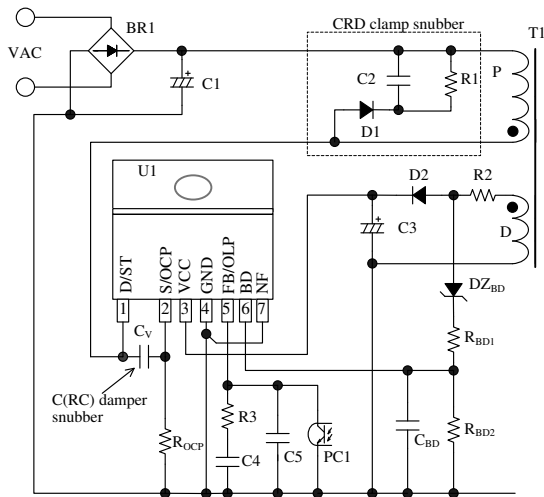 CRD clamp snubber
T1
BR1
VAC
C1
C2
R1
P
D1
U1
D2
R2
C3
D
D/ST
S/OCP
VCC
GND
FB/OLP
BD
NF
1 2 3 4 5 6 7
DZBD
CV
RBD1
C(RC) damper
snubber
ROCP
R3
C4
C5
PC1
CBD
RBD2